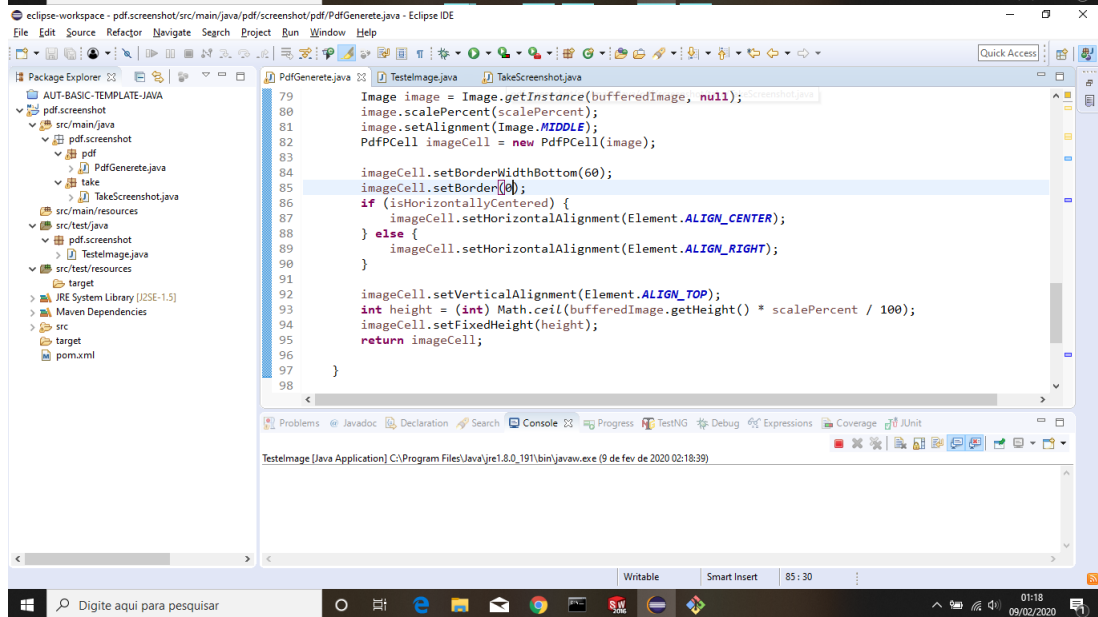 eclipse-workspace - pdf.screenshot/src/main/java/pdf/screenshot/pdf/PdfGenerete.java - Eclipse IDE
File Edit Source Refactor Navigate Search Project Run Window Help
Quick Access
Package Explorer
PdfGenerete.java
TesteImage.java
TakeScreenshot.java
AUT-BASIC-TEMPLATE-JAVA
pdf.screenshot
src/main/java
pdf.screenshot
pdf
PdfGenerete.java
take
TakeScreenshot.java
src/main/resources
src/test/java
pdf.screenshot
TesteImage.java
src/test/resources
target
JRE System Library [J2SE-1.5]
Maven Dependencies
src
target
pom.xml
79 Image image = Image.getInstance(bufferedImage, null);
80 image.scalePercent(scalePercent);
81 image.setAlignment(Image.MIDDLE);
82 PdfPCell imageCell = new PdfPCell(image);
83
84 imageCell.setBorderWidthBottom(60);
85 imageCell.setBorder(0);
86 if (isHorizontallyCentered) {
87 imageCell.setHorizontalAlignment(Element.ALIGN_CENTER);
88 } else {
89 imageCell.setHorizontalAlignment(Element.ALIGN_RIGHT);
90 }
91
92 imageCell.setVerticalAlignment(Element.ALIGN_TOP);
93 int height = (int) Math.ceil(bufferedImage.getHeight() * scalePercent / 100);
94 imageCell.setFixedHeight(height);
95 return imageCell;
96
97 }
98
Problems Javadoc Declaration Search Console Progress TestNG Debug Expressions Coverage JUnit
TesteImage [Java Application] C:\Program Files\Java\jre1.8.0_191\bin\javaw.exe (9 de fev de 2020 02:18:39)
Writable Smart Insert 85 : 30
Digite aqui para pesquisar
01:18
09/02/2020